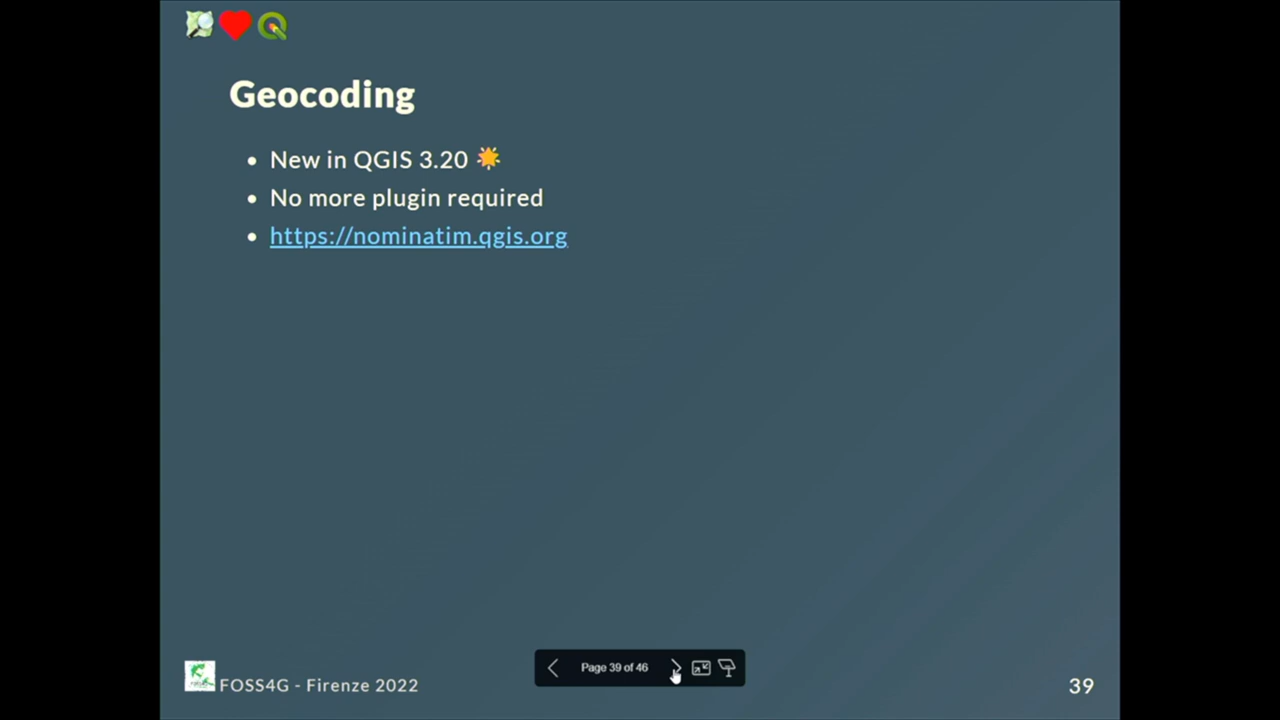 Geocoding
New in QGIS 3.20
No more plugin required
https://nominatim.qgis.org
Page 39 of 46
FOSS4G - Firenze 2022
39